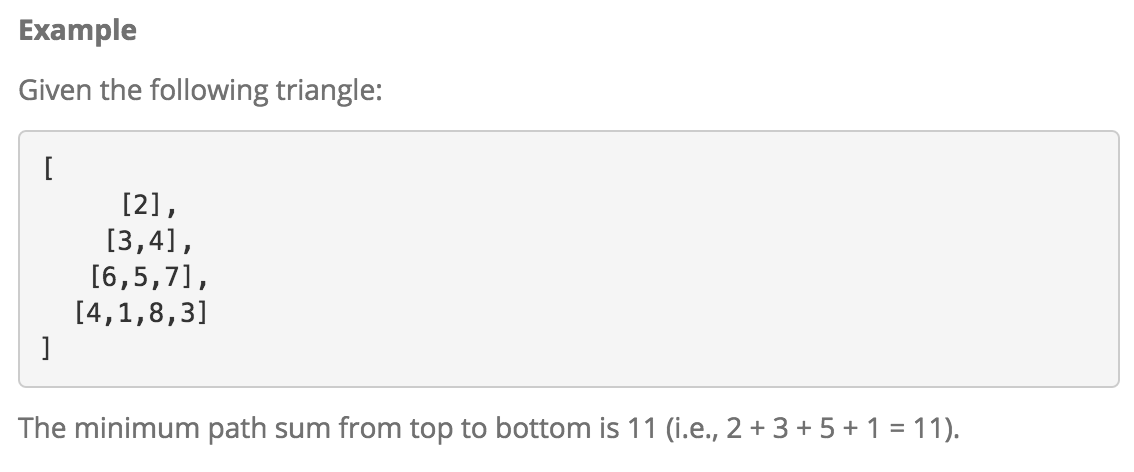 Example
Given the following triangle:
[
[2],
[3,4],
[6,5,7],
[4,1,8,3]
]
The minimum path sum from top to bottom is 11 (i.e., 2 + 3 + 5 + 1 = 11).